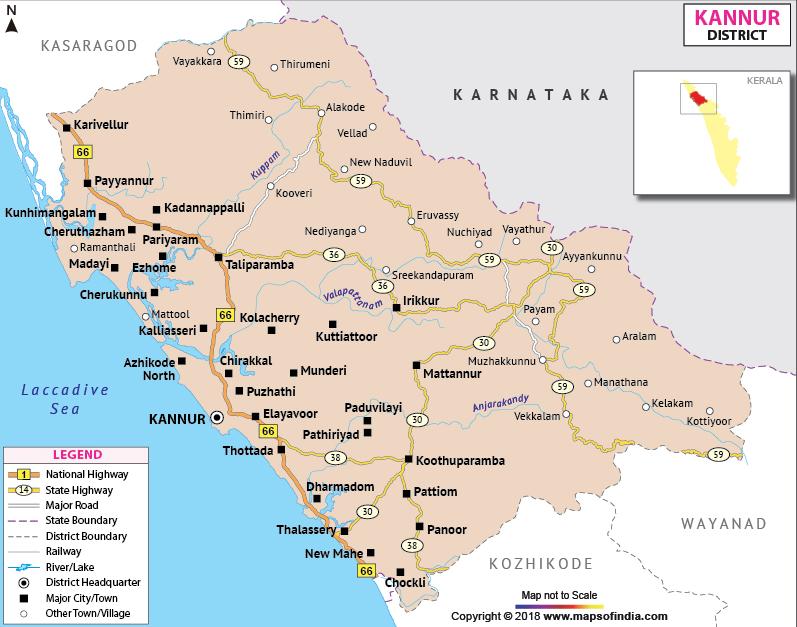 N
KANNUR
DISTRICT
KASARAGOD
KARNATAKA
KERALA
Vayakkara
59
Thirumeni
Thimiri
Alakode
Vellad
Karivellur
66
Kuppam
New Naduvil
59
Payyannur
Kooveri
Kadannappalli
Kunhimangalam
Eruvassy
Cheruthazham
Pariyaram
Nediyanga
Nuchiyad
Vayathur
Ramanthali
30
Ayyankunnu
Madayi
Ezhome
Taliparamba
36
59
Sreekandapuram
36
59
Cherukunnu
Valapattonam
Irikkur
Mattool
66
Kolacherry
Payam
Kalliasseri
Kuttiattoor
Aralam
30
Azhikode
North
Chirakkal
Munderi
Mattannur
Muzhakkunnu
Laccadive
Sea
Puzhathi
59
Manathana
Anjarakandy
Kelakam
KANNUR
Elayavoor
Paduvilayi
30
Vekkalam
Kottiyoor
66
Pathiriyad
Thottada
38
Koothuparamba
59
Dharmadom
Pattiom
30
Thalassery
Panoor
WAYANAD
New Mahe
38
66
KOZHIKODE
Chockli
LEGEND
1 National Highway
14 State Highway
Major Road
State Boundary
District Boundary
Railway
River/Lake
District Headquarter
Major City/Town
Other Town/Village
Map not to Scale
Copyright © 2018 www.mapsofindia.com